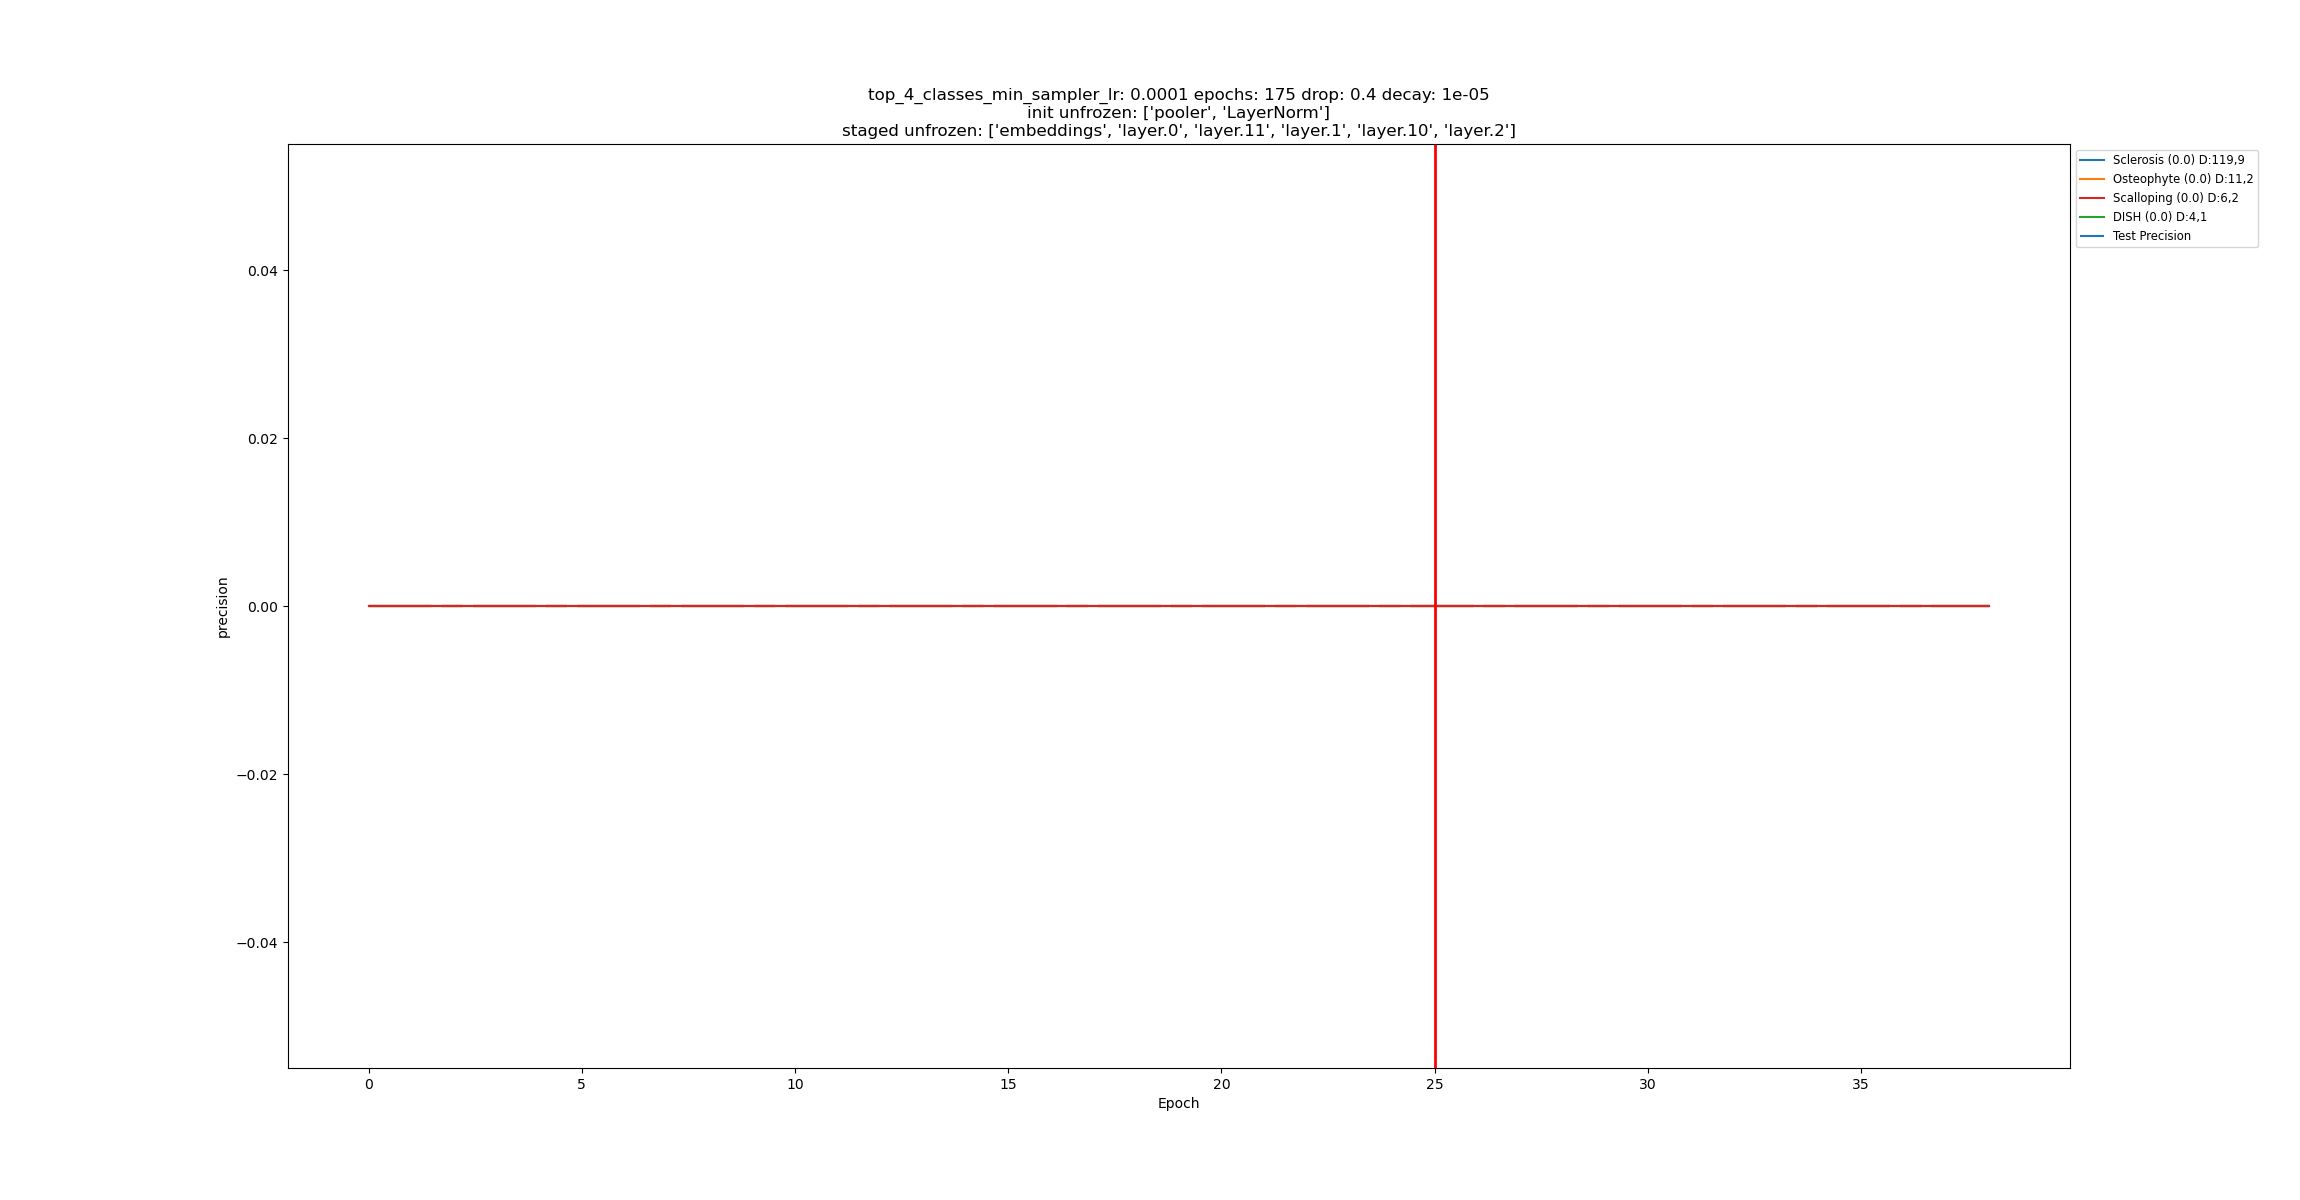 top_4_classes_min_sampler_lr: 0.0001 epochs: 175 drop: 0.4 decay: 1e-05
init unfrozen: ['pooler', 'LayerNorm']
staged unfrozen: ['embeddings', 'layer.0', 'layer.11', 'layer.1', 'layer.10', 'layer.2']
Sclerosis (0.0) D:119,9
Osteophyte (0.0) D:11,2
Scalloping (0.0) D:6,2
DISH (0.0) D:4,1
Test Precision
precision
0.04
0.02
0.00
−0.02
−0.04
0 5 10 15 20 25 30 35
Epoch